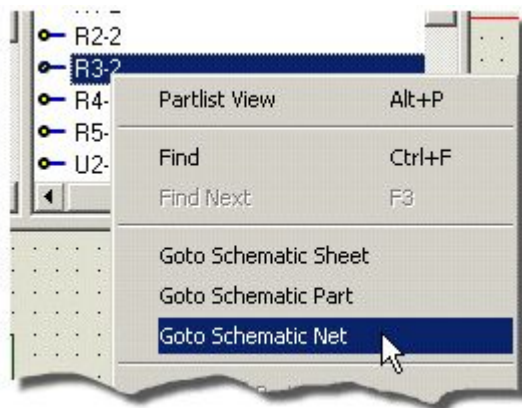 R2-2
R3-2
R4-
R5-
U2-
Partlist View Alt+P
Find Ctrl+F
Find Next F3
Goto Schematic Sheet
Goto Schematic Part
Goto Schematic Net